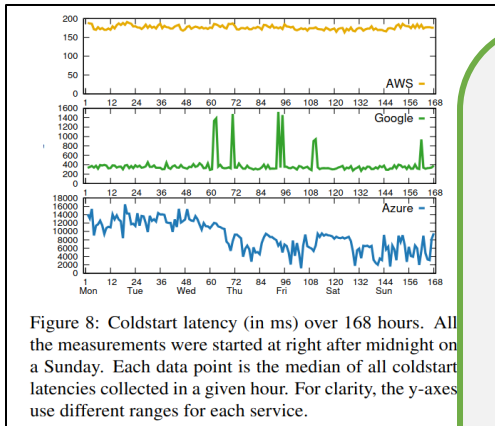 200
150
100
50
0
AWS
1 12 24 36 48 60 72 84 96 108 120 132 144 156 168
1600
1400
1200
1000
800
600
400
200
0
Google
1 12 24 36 48 60 72 84 96 108 120 132 144 156 168
18000
16000
14000
12000
10000
8000
6000
4000
2000
0
Azure
1 12 24 36 48 60 72 84 96 108 120 132 144 156 168
Mon Tue Wed Thu Fri Sat Sun
Figure 8: Coldstart latency (in ms) over 168 hours. All
the measurements were started at right after midnight on
a Sunday. Each data point is the median of all coldstart
latencies collected in a given hour. For clarity, the y-axes
use different ranges for each service.